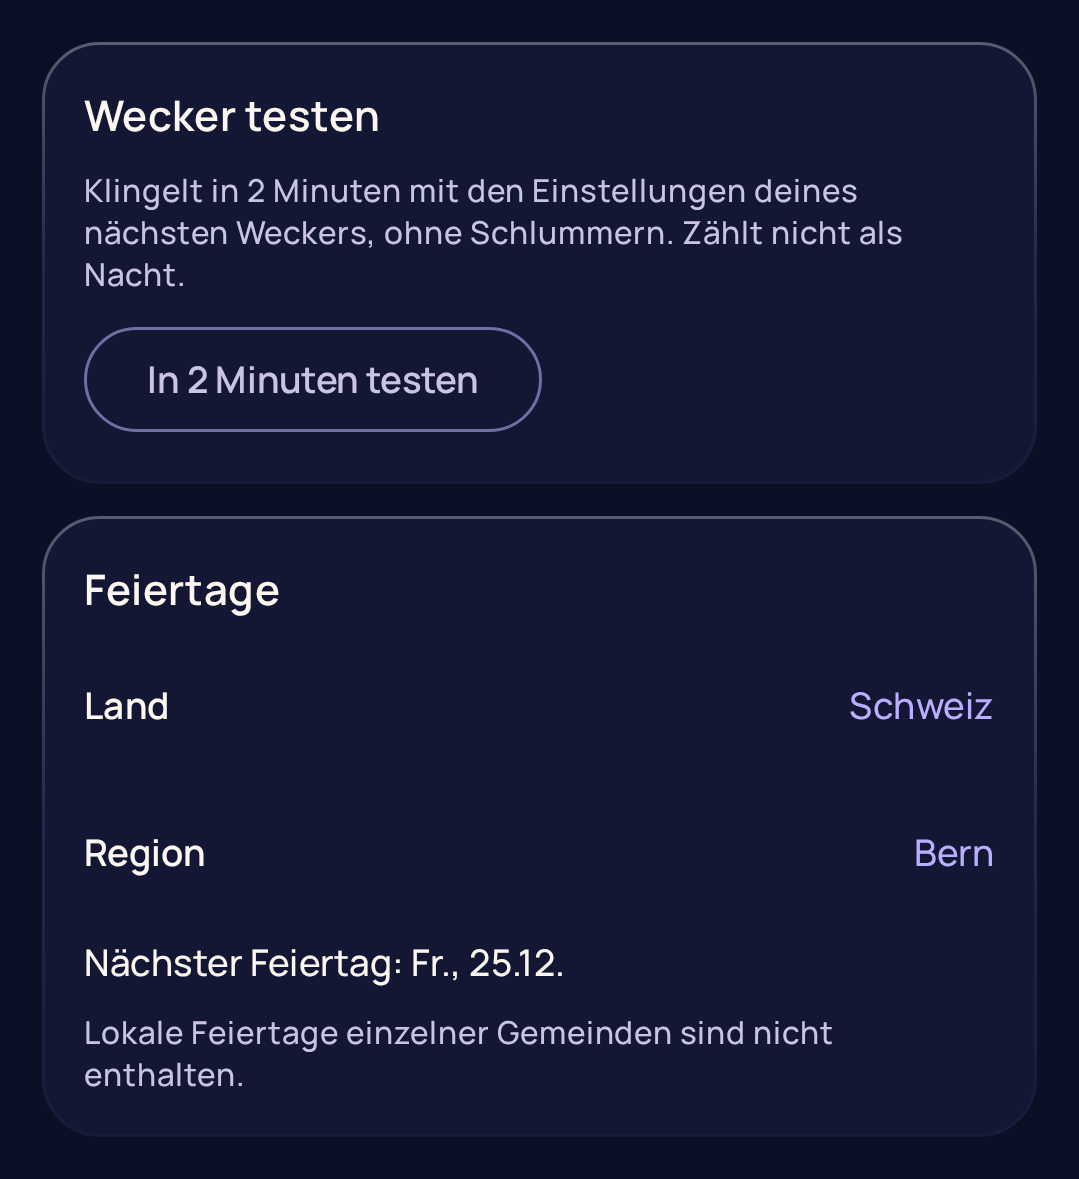 Wecker testen
Klingelt in 2 Minuten mit den Einstellungen deines
nächsten Weckers, ohne Schlummern. Zählt nicht als
Nacht.
In 2 Minuten testen
Feiertage
Land Schweiz
Region Bern
Nächster Feiertag: Fr., 25.12.
Lokale Feiertage einzelner Gemeinden sind nicht
enthalten.